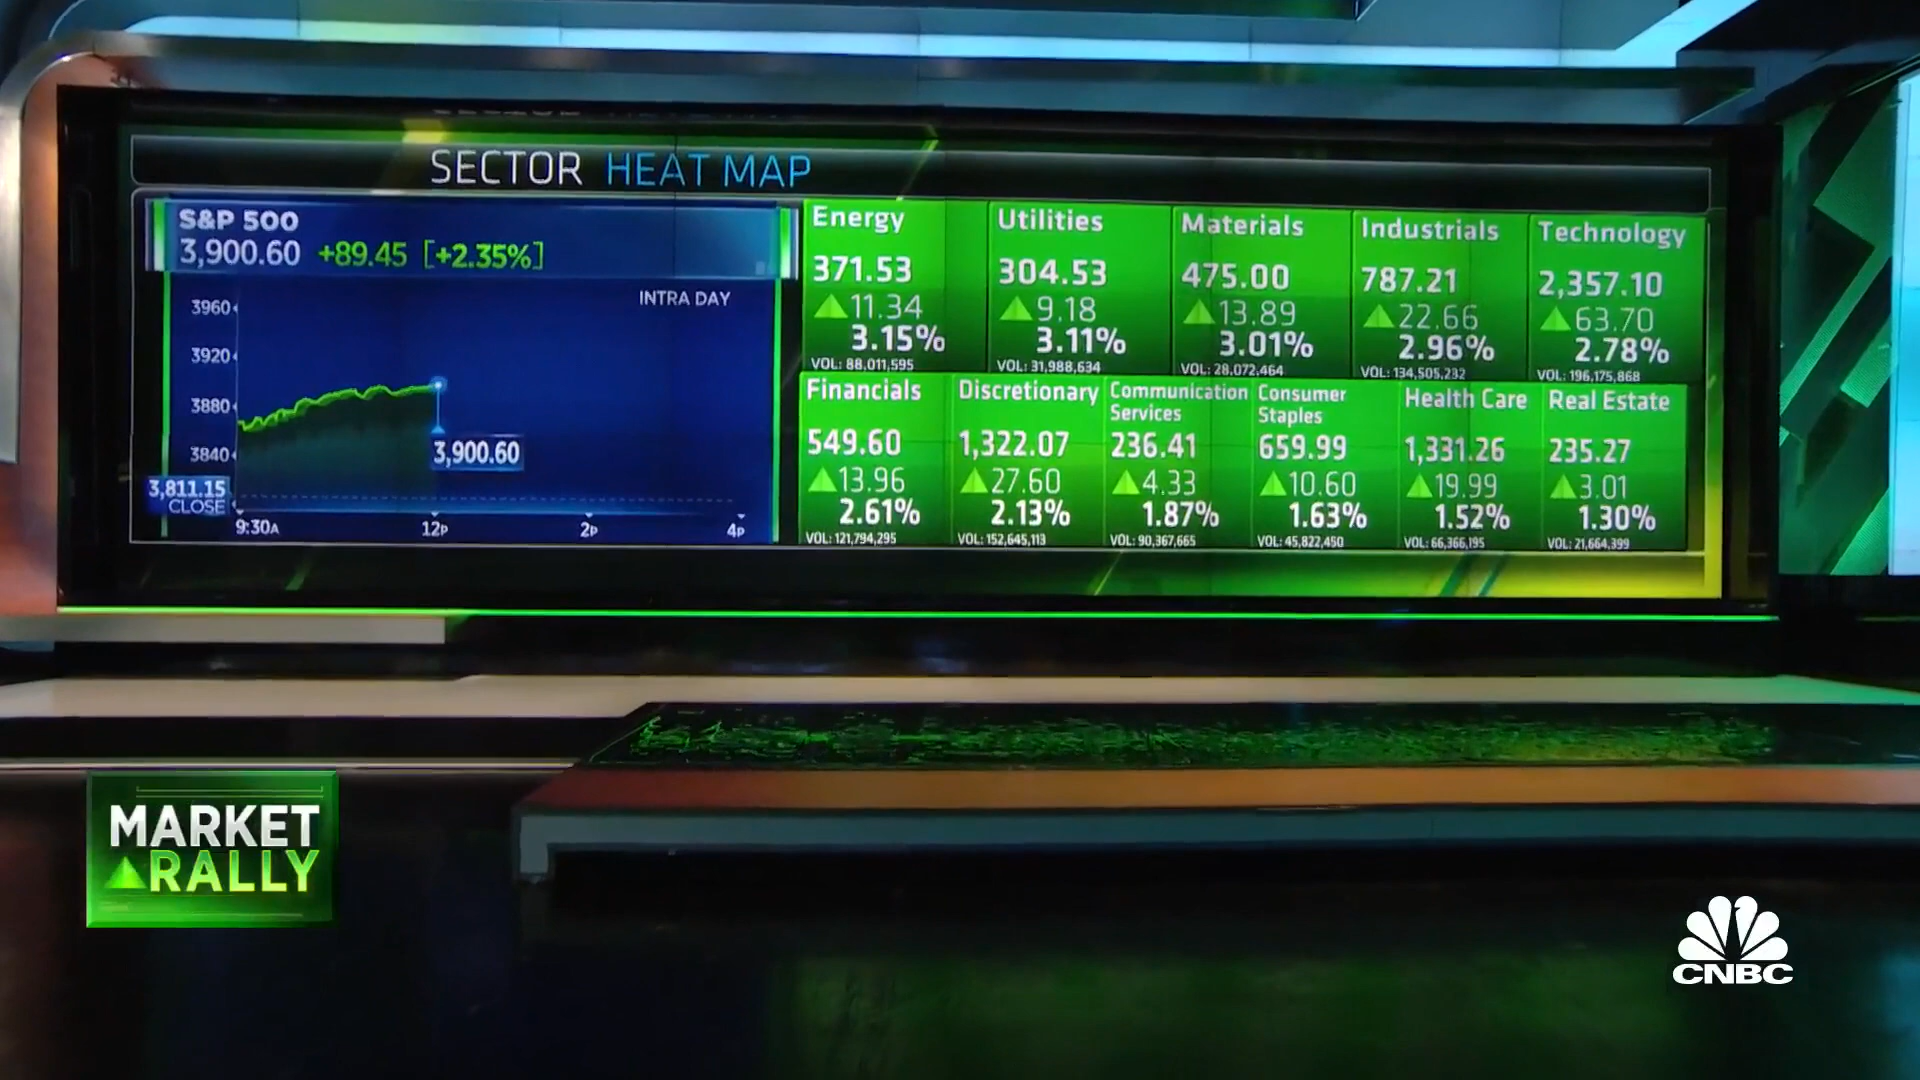 SECTOR HEAT MAP
S&P 500
3,900.60 +89.45 [+2.35%]
INTRA DAY
3960
3920
3880
3840
3,900.60
3,811.15
CLOSE
9:30A 12P 2P 4P
Energy
371.53
11.34
3.15%
VOL: 88,011,595
Utilities
304.53
9.18
3.11%
VOL: 31,988,634
Materials
475.00
13.89
3.01%
VOL: 28,072,464
Industrials
787.21
22.66
2.96%
VOL: 134,505,232
Technology
2,357.10
63.70
2.78%
VOL: 196,175,868
Financials
549.60
13.96
2.61%
VOL: 121,794,295
Discretionary
1,322.07
27.60
2.13%
VOL: 152,645,113
Communication
Services
236.41
4.33
1.87%
VOL: 90,367,665
Consumer
Staples
659.99
10.60
1.63%
VOL: 45,822,450
Health Care
1,331.26
19.99
1.52%
VOL: 66,366,195
Real Estate
235.27
3.01
1.30%
VOL: 21,664,399
MARKET
RALLY
CNBC